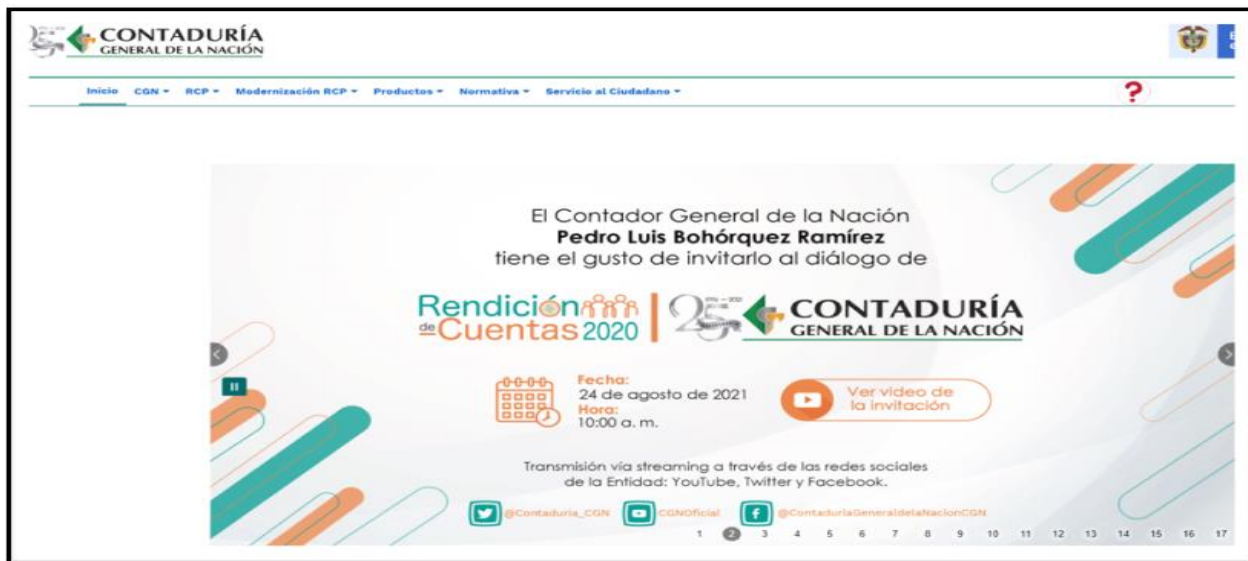 CONTADURÍA
GENERAL DE LA NACIÓN
Inicio CGN RCP Modernización RCP Productos Normativa Servicio al Ciudadano
?
El Contador General de la Nación
Pedro Luis Bohórquez Ramírez
tiene el gusto de invitarlo al diálogo de
Rendición
de Cuentas 2020
25
CONTADURÍA
GENERAL DE LA NACIÓN
Fecha:
24 de agosto de 2021
Hora:
10:00 a. m.
Ver video de
la invitación
Transmisión vía streaming a través de las redes sociales
de la Entidad: YouTube, Twitter y Facebook.
@Contaduria_CGN CGNOficial @ContaduriaGeneraldelaNacionCGN
1 2 3 4 5 6 7 8 9 10 11 12 13 14 15 16 17